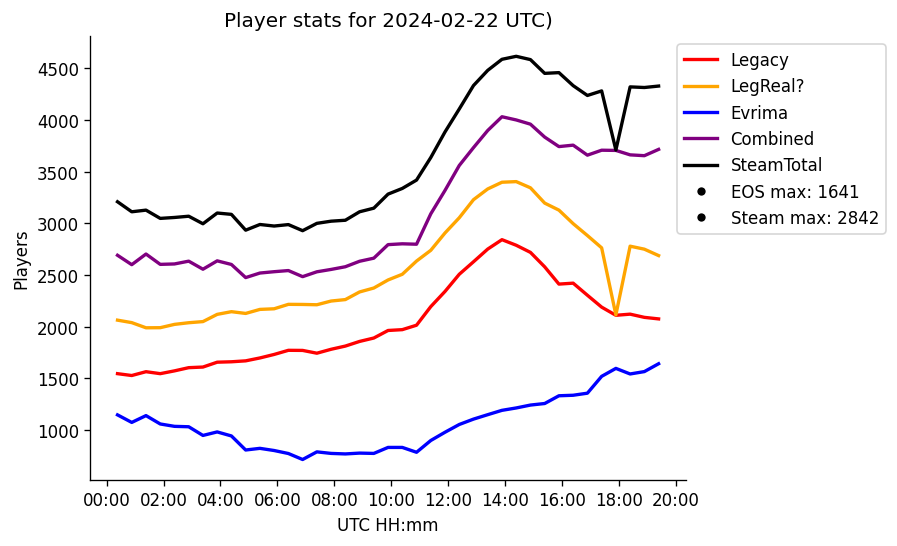 Player stats for 2024-02-22 UTC)
Players
4500
4000
3500
3000
2500
2000
1500
1000
00:00 02:00 04:00 06:00 08:00 10:00 12:00 14:00 16:00 18:00 20:00
UTC HH:mm
Legacy
LegReal?
Evrima
Combined
SteamTotal
EOS max: 1641
Steam max: 2842